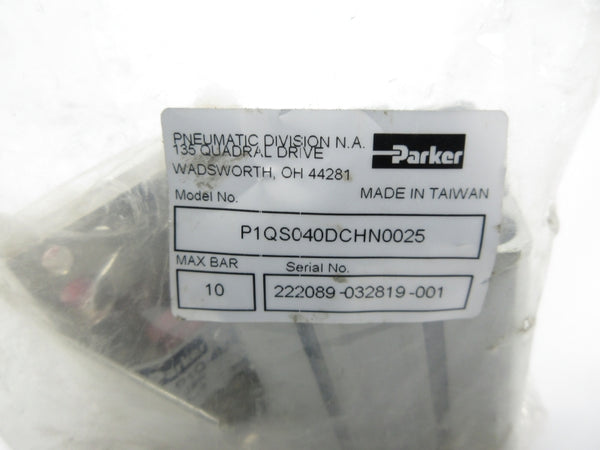 PNEUMATIC DIVISION N.A.
135 QUADRAL DRIVE
WADSWORTH, OH 44281
Parker
Model No.
MADE IN TAIWAN
P1QS040DCHN0025
MAX BAR
Serial No.
10
222089-032819-001